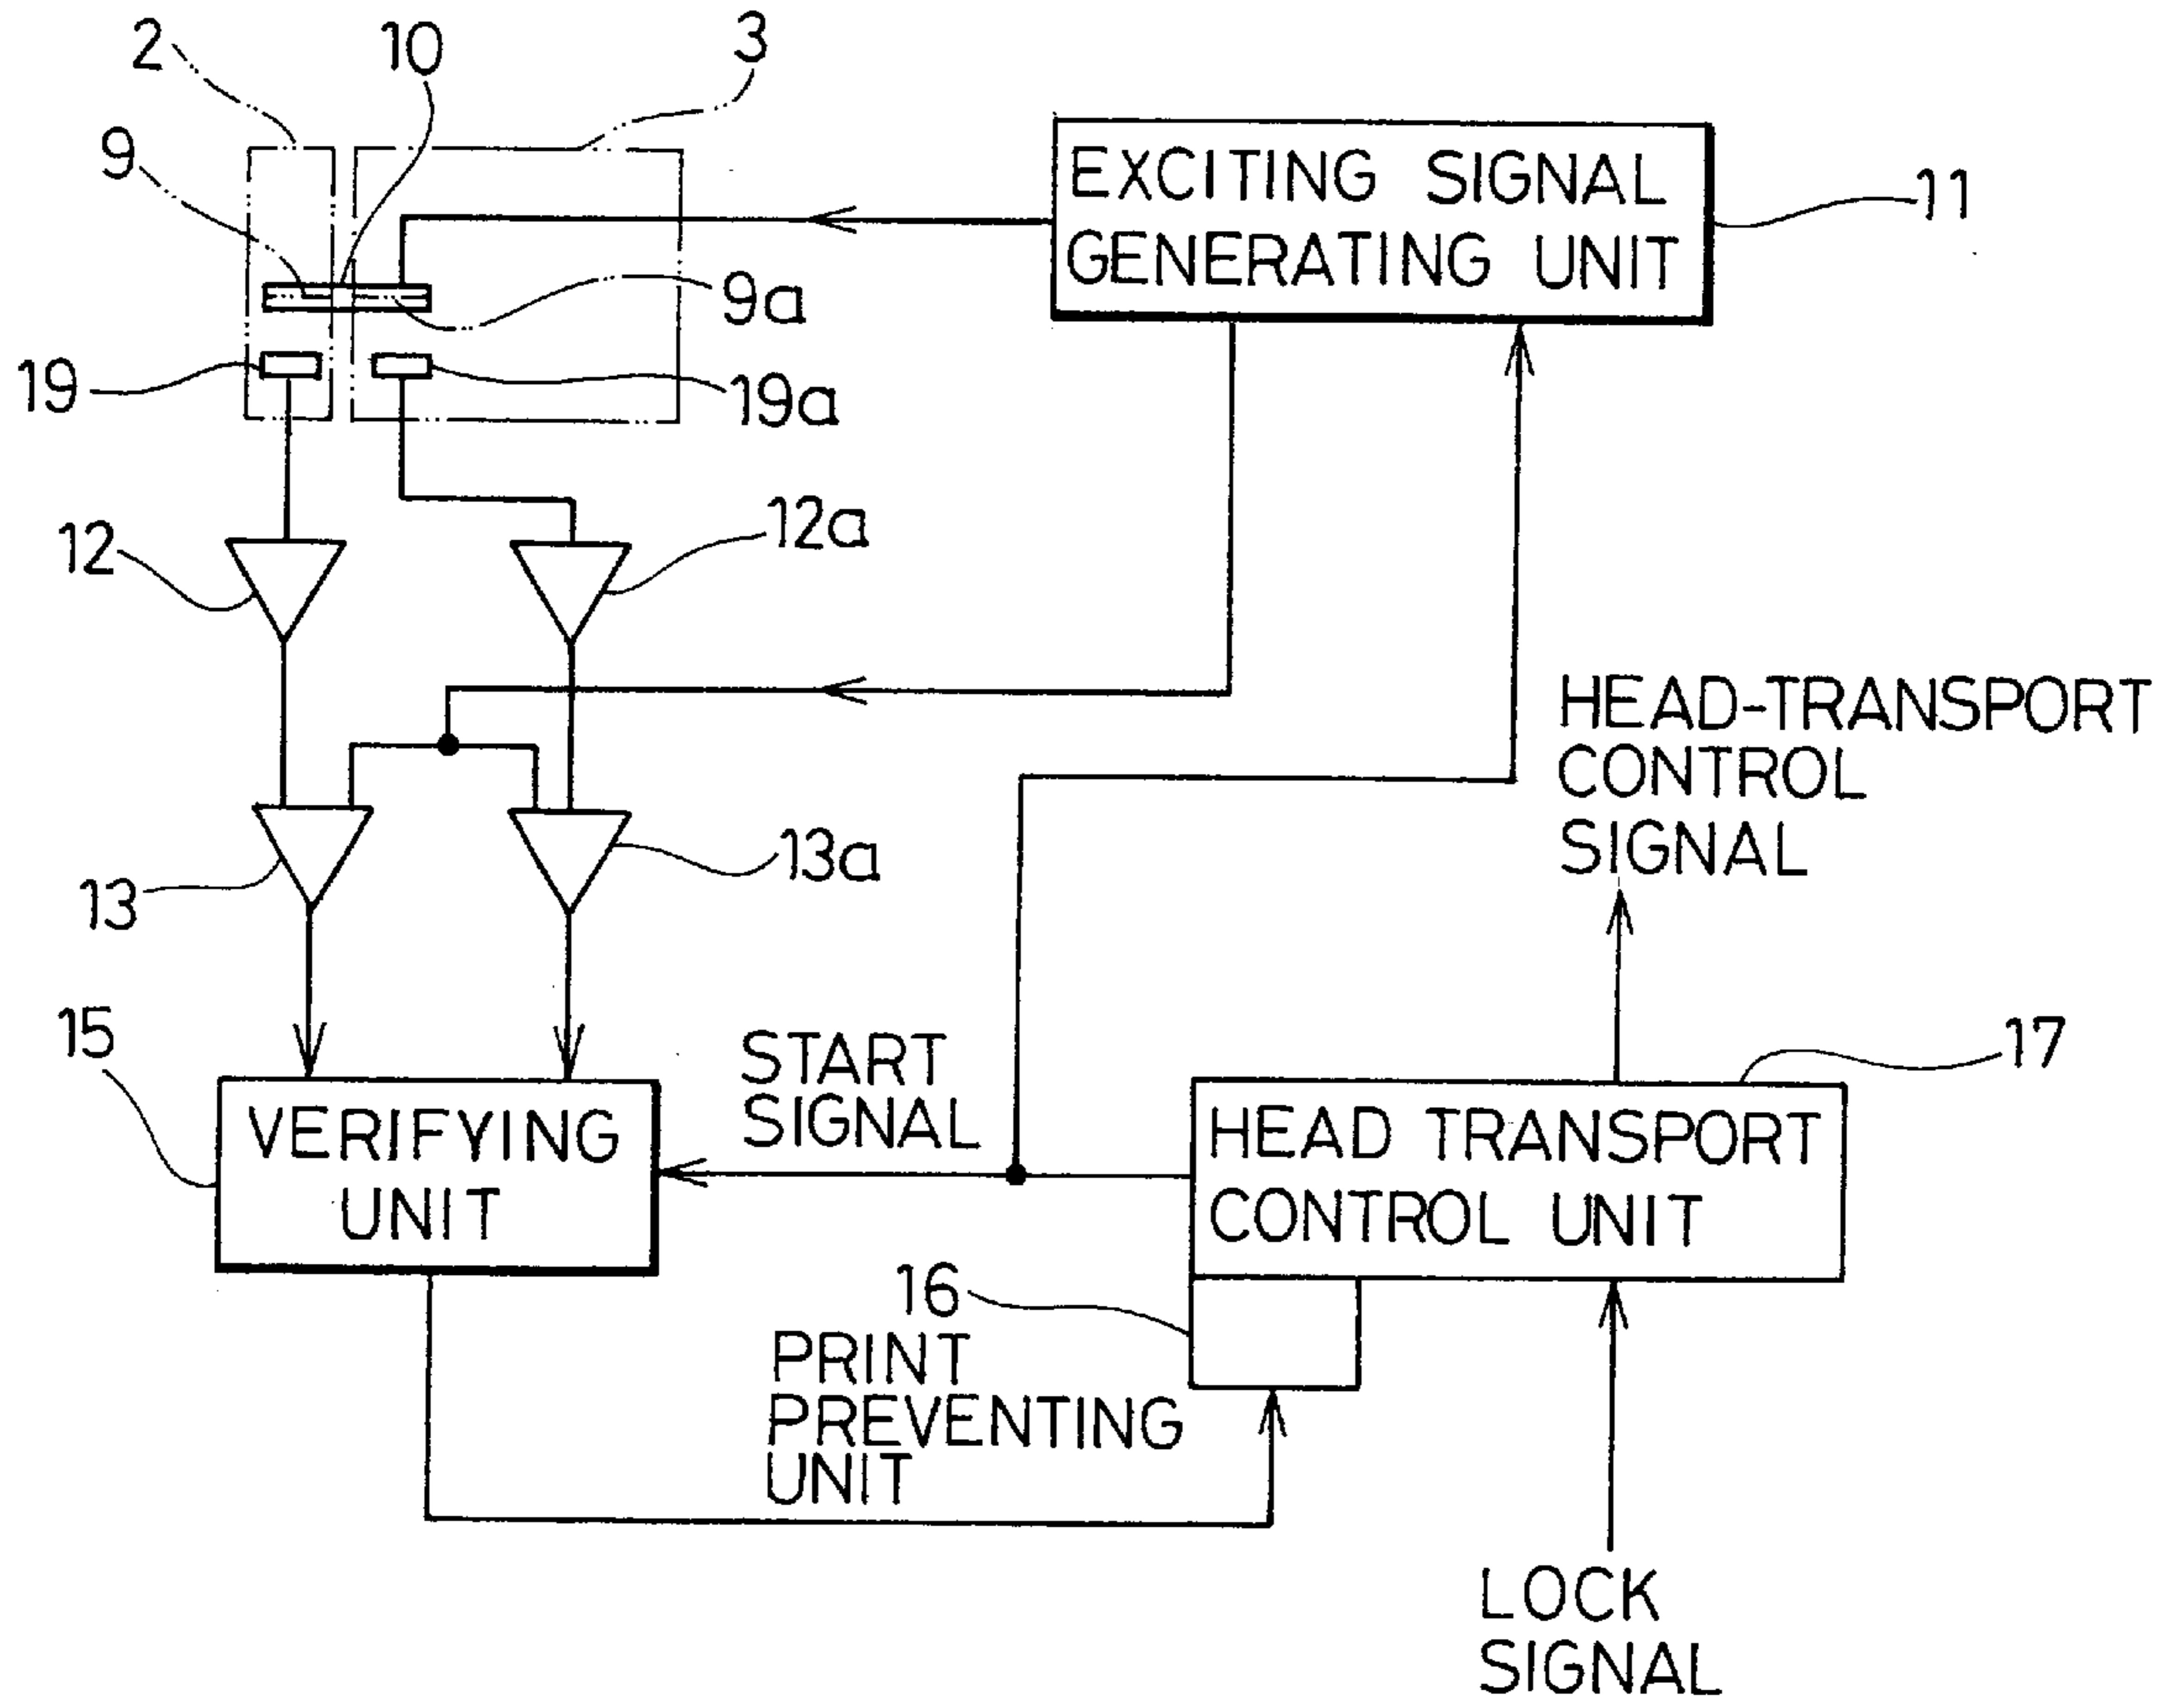 2
10
3
9
EXCITING SIGNAL
GENERATING UNIT
11
9a
19
19a
12
12a
HEAD-TRANSPORT
CONTROL
SIGNAL
13
13a
15
START
SIGNAL
17
VERIFYING
UNIT
HEAD TRANSPORT
CONTROL UNIT
16
PRINT
PREVENTING
UNIT
LOCK
SIGNAL